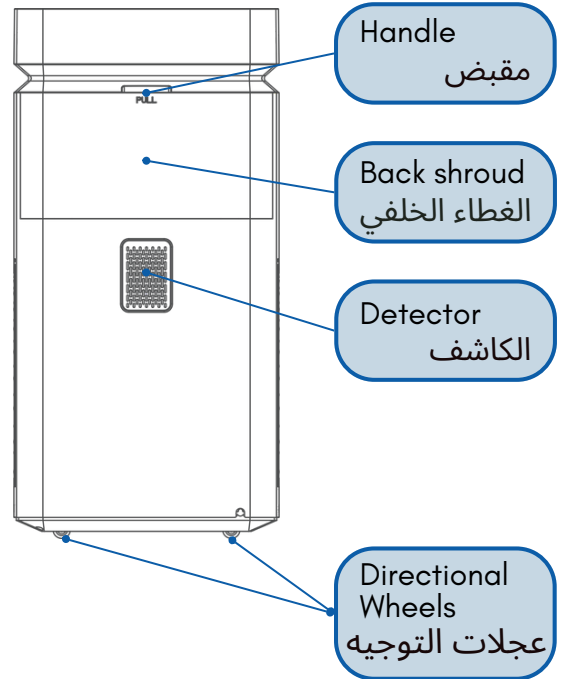 Handle
مقبض
PULL
Back shroud
الغطاء الخلفي
Detector
الكاشف
Directional
Wheels
عجلات التوجيه